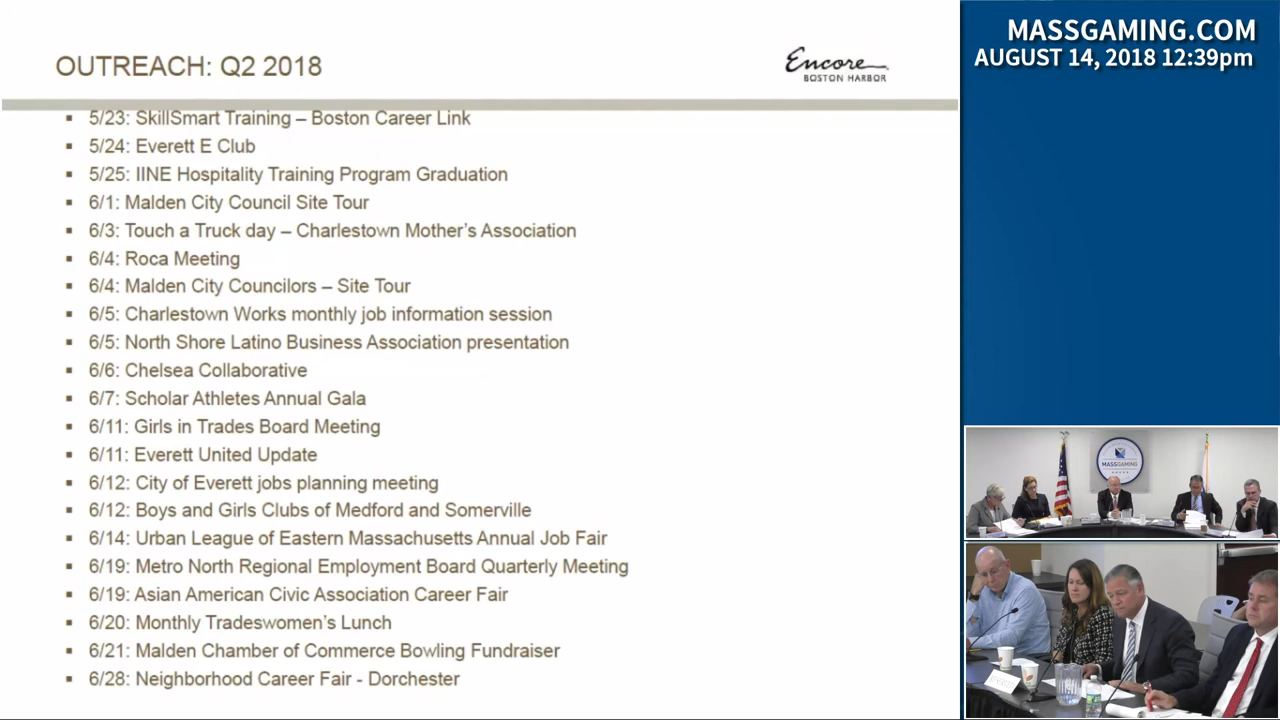 OUTREACH: Q2 2018
Encore
BOSTON HARBOR
5/23: SkillSmart Training – Boston Career Link
5/24: Everett E Club
5/25: IINE Hospitality Training Program Graduation
6/1: Malden City Council Site Tour
6/3: Touch a Truck day – Charlestown Mother's Association
6/4: Roca Meeting
6/4: Malden City Councilors – Site Tour
6/5: Charlestown Works monthly job information session
6/5: North Shore Latino Business Association presentation
6/6: Chelsea Collaborative
6/7: Scholar Athletes Annual Gala
6/11: Girls in Trades Board Meeting
6/11: Everett United Update
6/12: City of Everett jobs planning meeting
6/12: Boys and Girls Clubs of Medford and Somerville
6/14: Urban League of Eastern Massachusetts Annual Job Fair
6/19: Metro North Regional Employment Board Quarterly Meeting
6/19: Asian American Civic Association Career Fair
6/20: Monthly Tradeswomen's Lunch
6/21: Malden Chamber of Commerce Bowling Fundraiser
6/28: Neighborhood Career Fair - Dorchester
MASSGAMING.COM
AUGUST 14, 2018 12:39pm
MASSGAMING